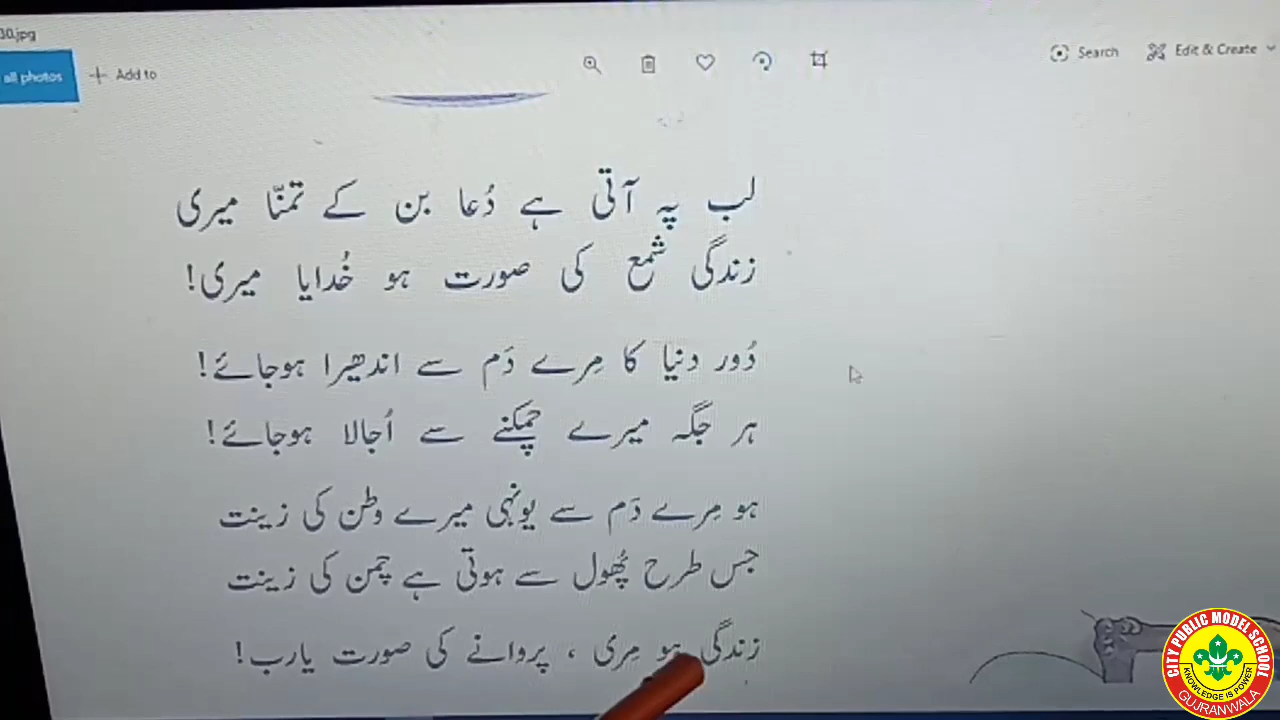 30.jpg
all photos
Add to
Search
Edit & Create
لب پہ آتی ہے دُعا بن کے تمنّا میری
زندگی شمع کی صورت ہو خُدایا میری!
دُور دنیا کا مِرے دَم سے اندھیرا ہوجائے!
ہر جگہ میرے چمکنے سے اُجالا ہوجائے!
ہو مِرے دَم سے یونہی میرے وطن کی زینت
جس طرح پُھول سے ہوتی ہے چمن کی زینت
زندگی ہو مِری ، پروانے کی صورت یارب!
CITY PUBLIC MODEL SCHOOL
KNOWLEDGE IS POWER
GUJRANWALA